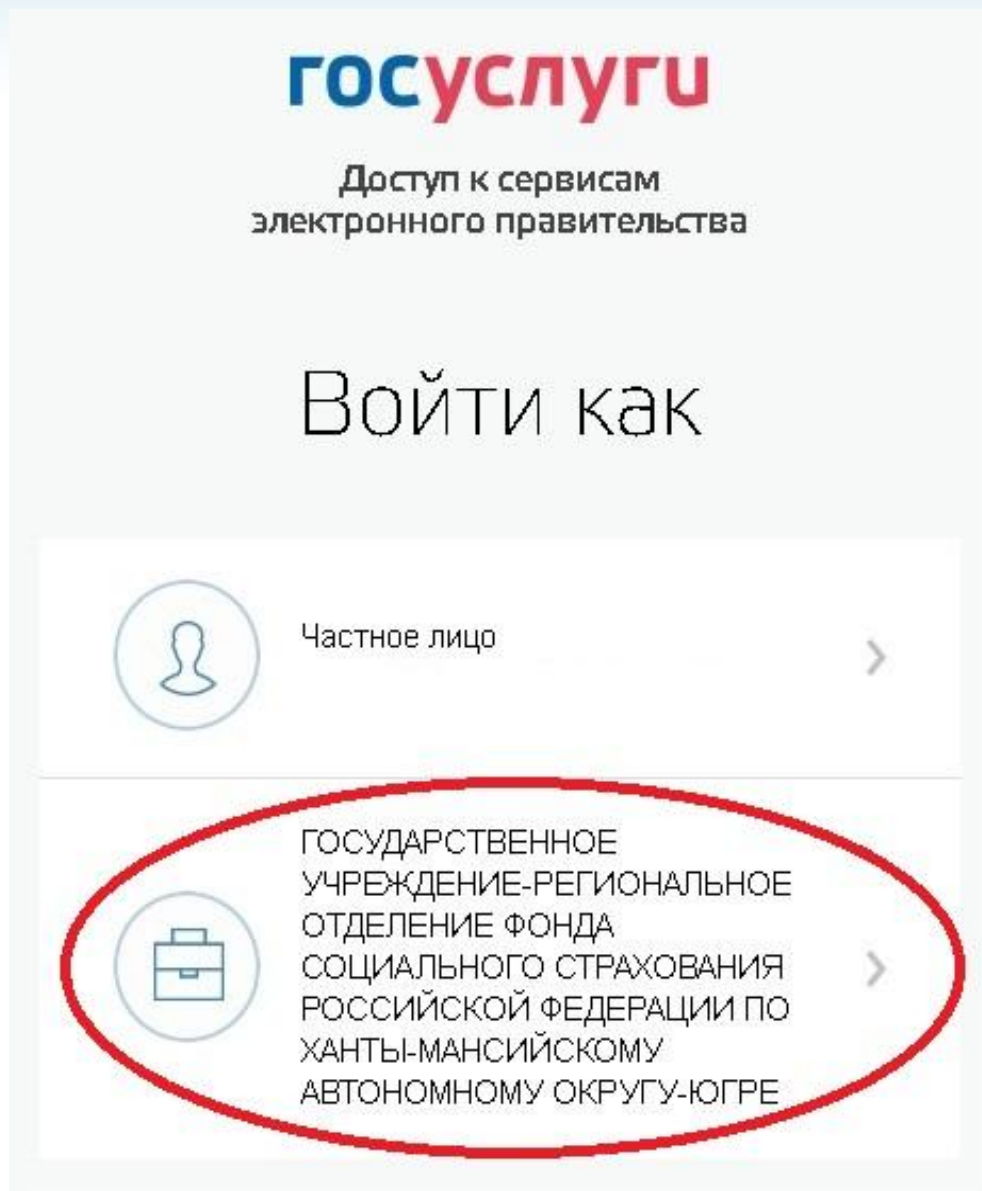 госуслуги
Доступ к сервисам
электронного правительства
Войти как
Частное лицо
ГОСУДАРСТВЕННОЕ
УЧРЕЖДЕНИЕ-РЕГИОНАЛЬНОЕ
ОТДЕЛЕНИЕ ФОНДА
СОЦИАЛЬНОГО СТРАХОВАНИЯ
РОССИЙСКОЙ ФЕДЕРАЦИИ ПО
ХАНТЫ-МАНСИЙСКОМУ
АВТОНОМНОМУ ОКРУГУ-ЮГРЕ